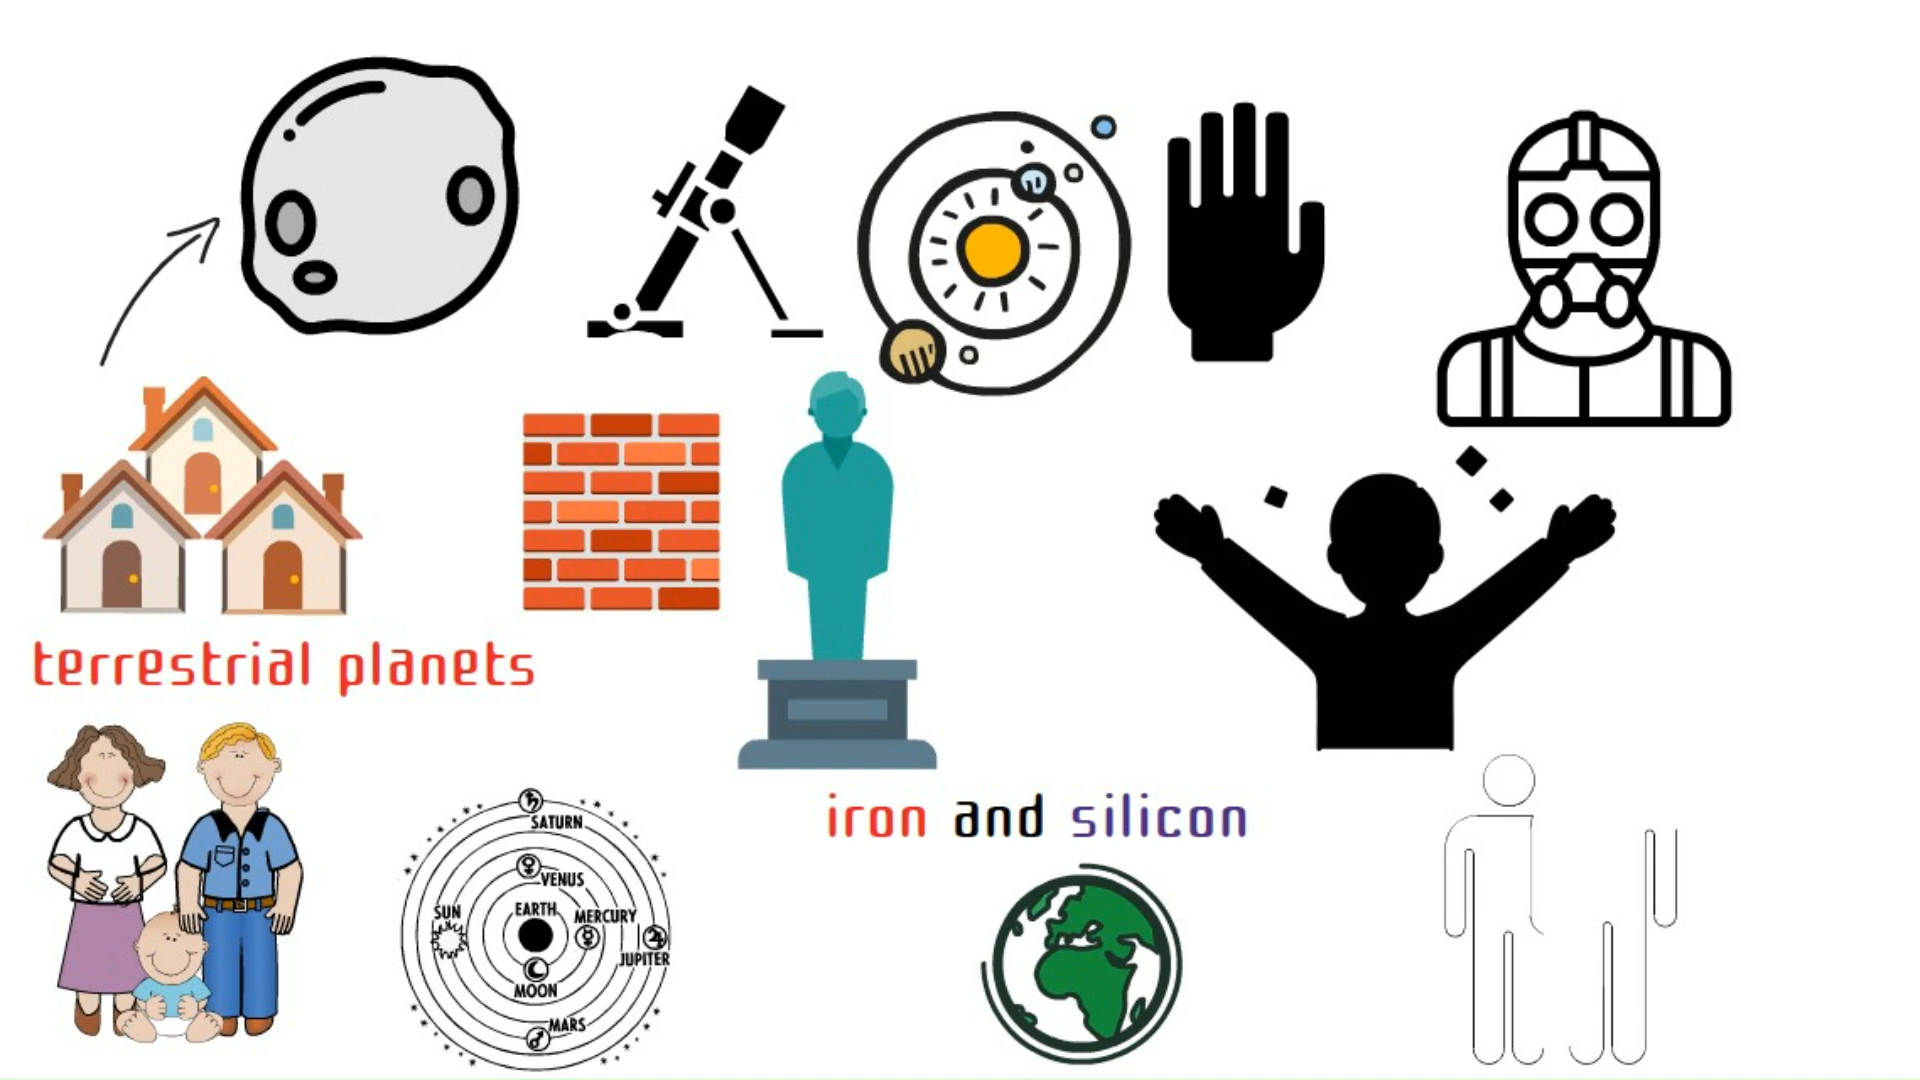 terrestrial planets
iron and silicon
SATURN
VENUS
SUN
EARTH
MERCURY
JUPITER
MOON
MARS